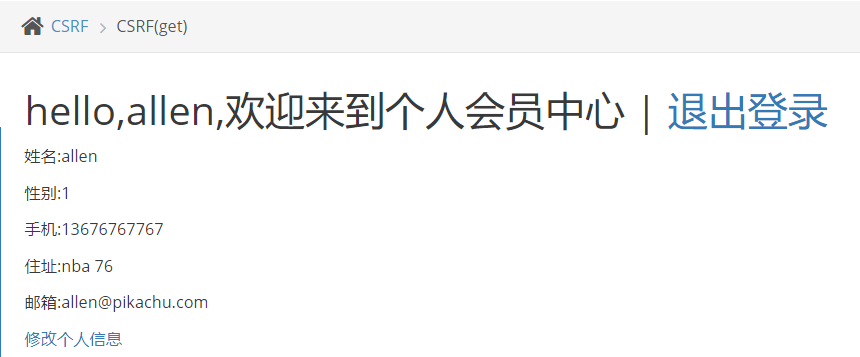 CSRF > CSRF(get)
hello,allen,欢迎来到个人会员中心 | 退出登录
姓名:allen
性别:1
手机:13676767767
住址:nba 76
邮箱:allen@pikachu.com
修改个人信息